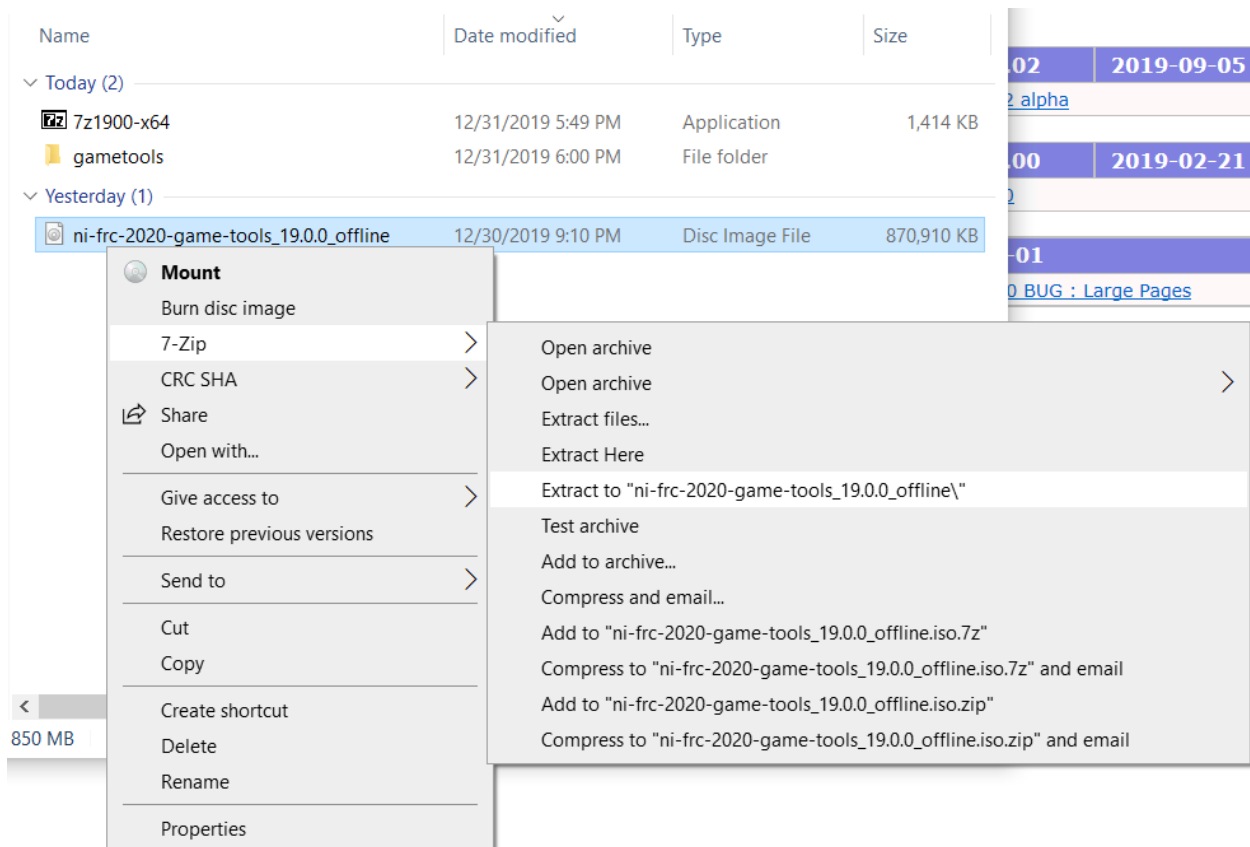 Name Date modified Type Size
Today (2)
7z1900-x64 12/31/2019 5:49 PM Application 1,414 KB
gametools 12/31/2019 6:00 PM File folder
Yesterday (1)
ni-frc-2020-game-tools_19.0.0_offline 12/30/2019 9:10 PM Disc Image File 870,910 KB
Mount
Burn disc image
7-Zip
CRC SHA
Share
Open with...
Give access to
Restore previous versions
Send to
Cut
Copy
Create shortcut
Delete
Rename
Properties
Open archive
Open archive
Extract files...
Extract Here
Extract to "ni-frc-2020-game-tools_19.0.0_offline\"
Test archive
Add to archive...
Compress and email...
Add to "ni-frc-2020-game-tools_19.0.0_offline.iso.7z"
Compress to "ni-frc-2020-game-tools_19.0.0_offline.iso.7z" and email
Add to "ni-frc-2020-game-tools_19.0.0_offline.iso.zip"
Compress to "ni-frc-2020-game-tools_19.0.0_offline.iso.zip" and email
850 MB
.02 2019-09-05
2 alpha
.00 2019-02-21
-01
0 BUG : Large Pages